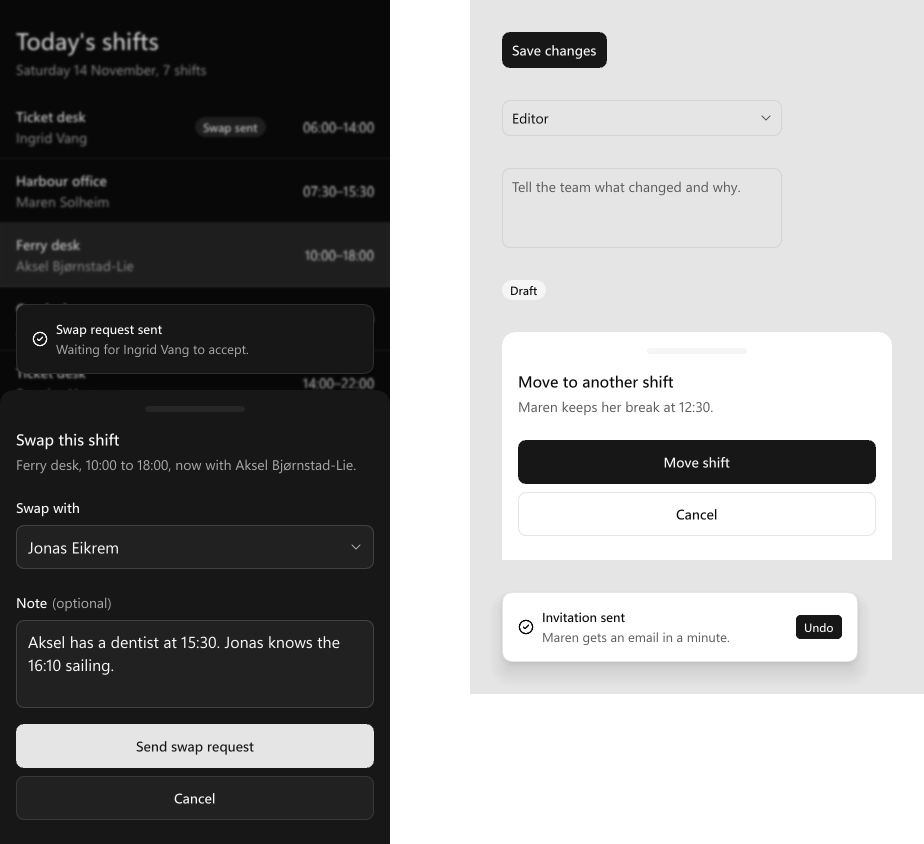 Today's shifts
Saturday 14 November, 7 shifts
Ticket desk
Ingrid Vang
Swap sent
06:00–14:00
Harbour office
Maren Solheim
07:30–15:30
Ferry desk
Aksel Bjørnstad-Lie
10:00–18:00
Swap request sent
Waiting for Ingrid Vang to accept.
Ticket desk
14:00–22:00
Swap this shift
Ferry desk, 10:00 to 18:00, now with Aksel Bjørnstad-Lie.
Swap with
Jonas Eikrem
Note (optional)
Aksel has a dentist at 15:30. Jonas knows the
16:10 sailing.
Send swap request
Cancel
Save changes
Editor
Tell the team what changed and why.
Draft
Move to another shift
Maren keeps her break at 12:30.
Move shift
Cancel
Invitation sent
Maren gets an email in a minute.
Undo